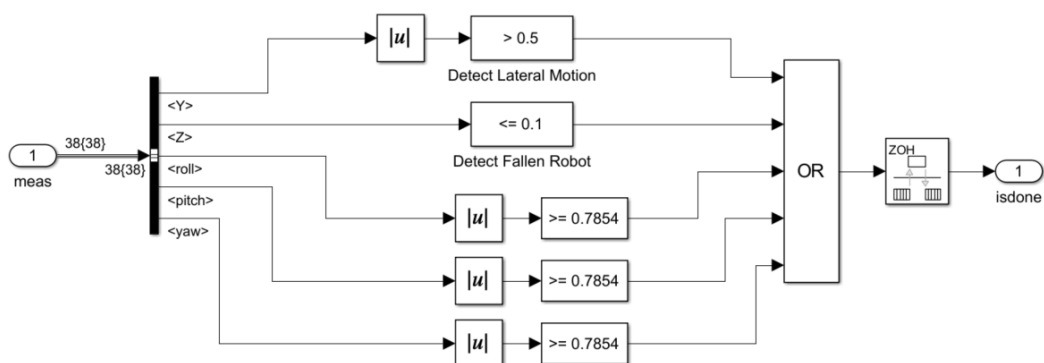 |u|
> 0.5
Detect Lateral Motion
<Y>
<= 0.1
<Z>
Detect Fallen Robot
38{38}
1
meas
38{38}
<roll>
OR
ZOH
1
isdone
<pitch>
|u|
>= 0.7854
<yaw>
|u|
>= 0.7854
|u|
>= 0.7854